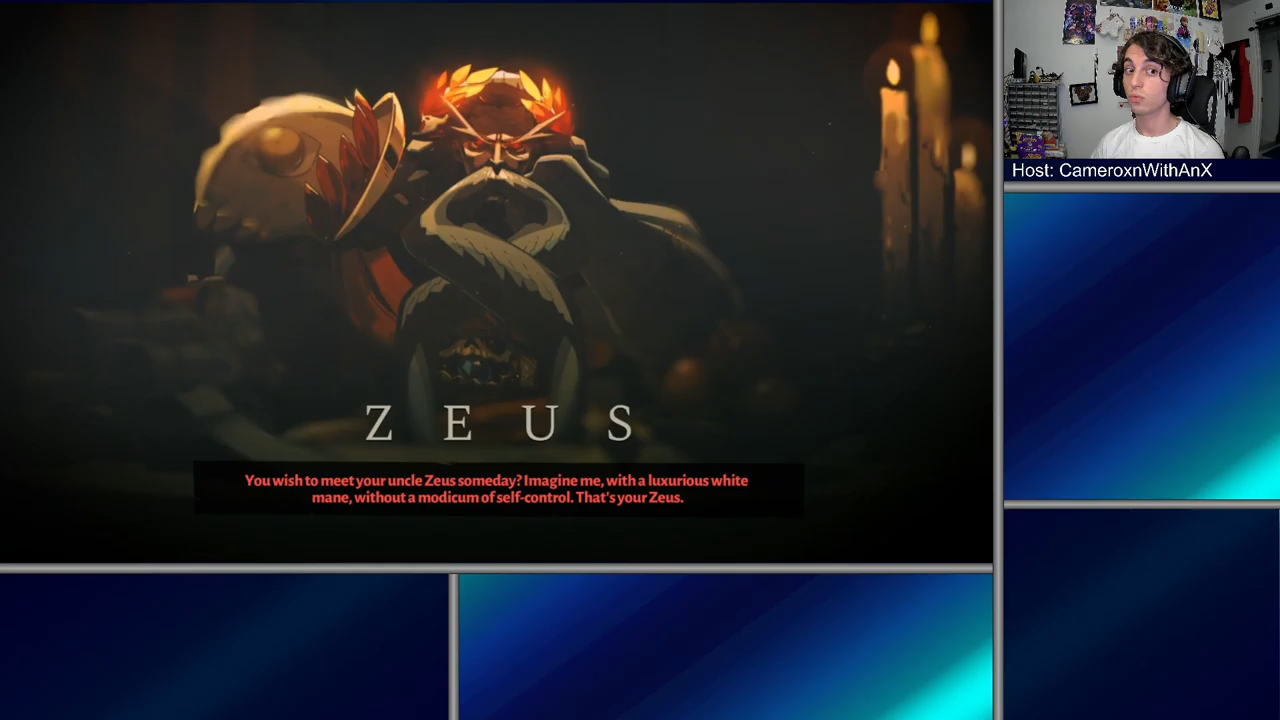 Host: CameroxnWithAnX
ZEUS
You wish to meet your uncle Zeus someday? Imagine me, with a luxurious white
mane, without a modicum of self-control. That's your Zeus.